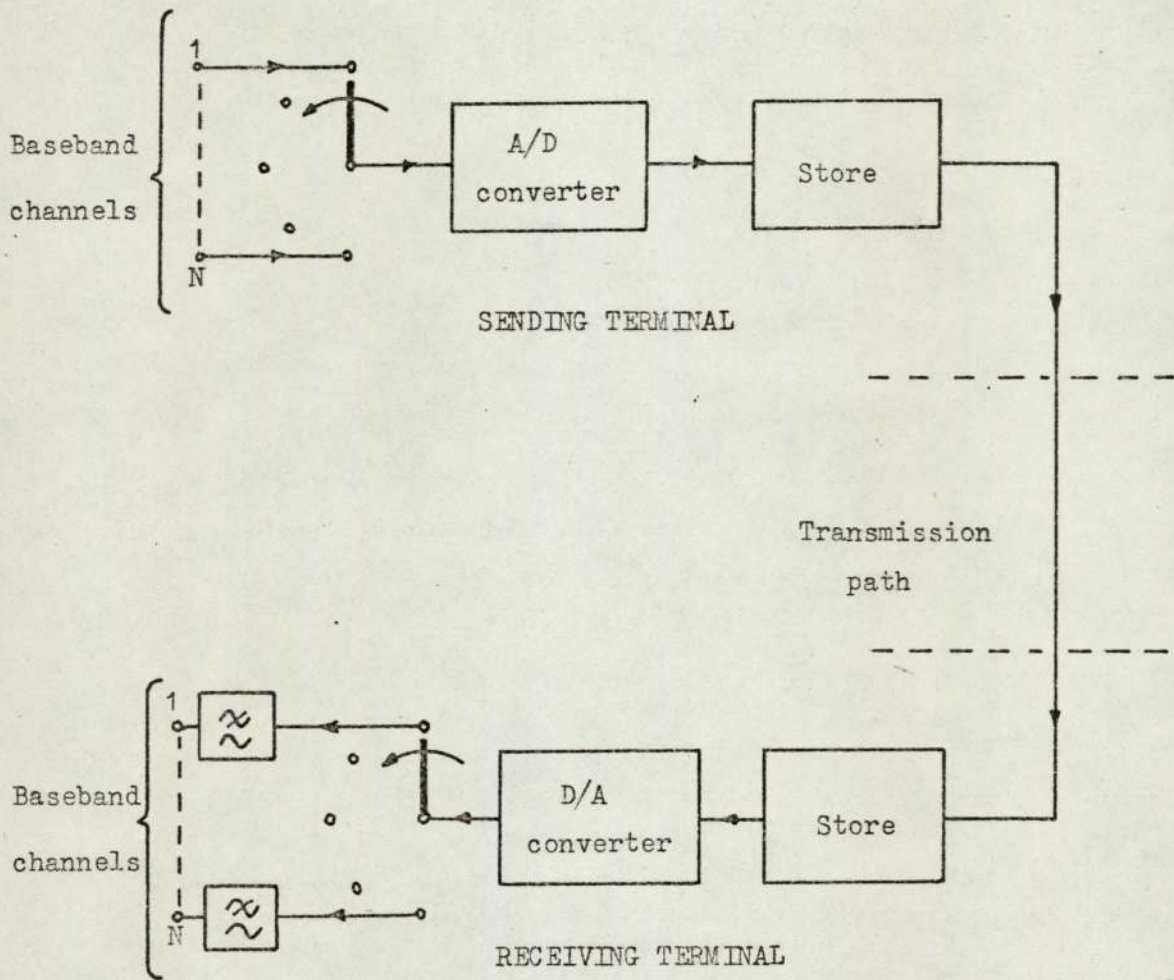 1
Baseband
channels
N
A/D
converter
Store
SENDING TERMINAL
Transmission
path
1
Baseband
channels
N
D/A
converter
Store
RECEIVING TERMINAL